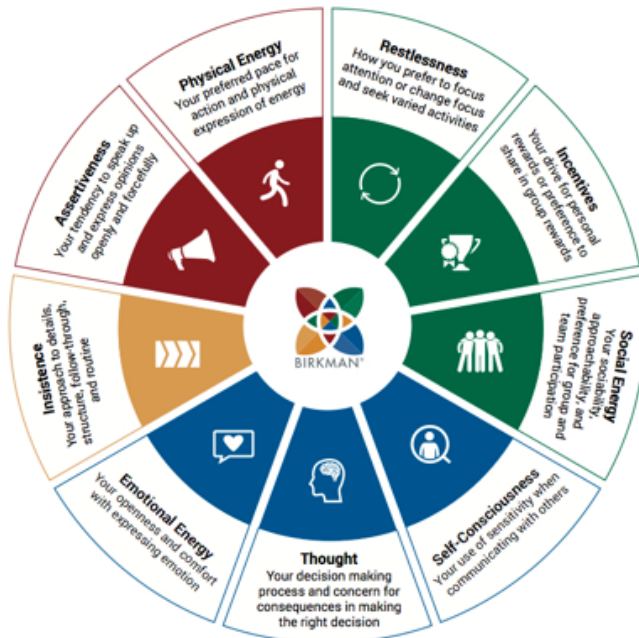 Physical Energy
Your preferred pace for
action and physical
expression of energy
Restlessness
How you prefer to focus
attention or change focus
and seek varied activities
Incentives
Your drive for personal
rewards or preference to
share in group rewards
Social Energy
Your sociability,
approachability, and
preference for group and
team participation
Self-Consciousness
Your use of sensitivity when
communicating with others
Thought
Your decision making
process and concern for
consequences in making
the right decision
Emotional Energy
Your openness and comfort
with expressing emotion
Insistence
Your approach to details,
structure, follow-through,
and routine
Assertiveness
Your tendency to speak up
and express opinions
openly and forcefully
BIRKMAN®